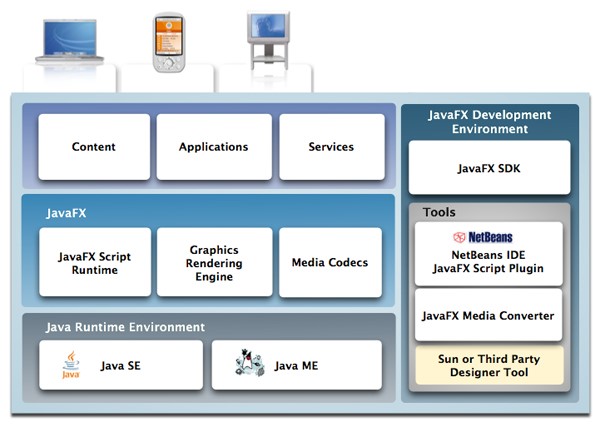 Content
Applications
Services
JavaFX
JavaFX Script
Runtime
Graphics
Rendering
Engine
Media Codecs
Java Runtime Environment
Java
Java SE
Java ME
JavaFX Development
Environment
JavaFX SDK
Tools
NetBeans
NetBeans IDE
JavaFX Script Plugin
JavaFX Media Converter
Sun or Third Party
Designer Tool